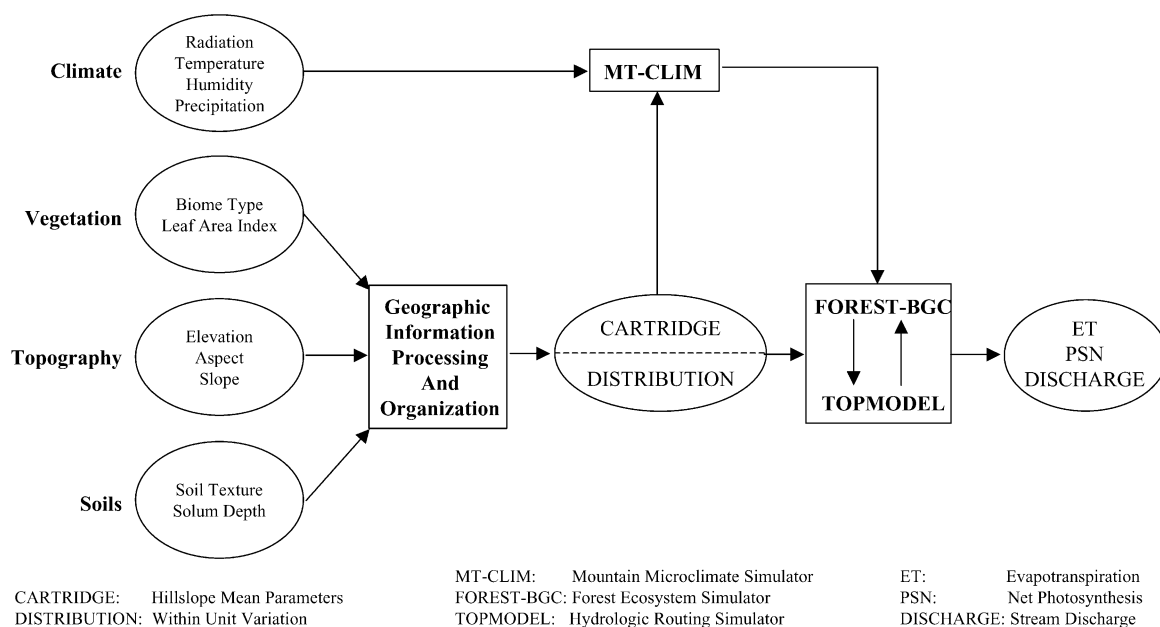 Climate
Radiation
Temperature
Humidity
Precipitation
MT-CLIM
Vegetation
Biome Type
Leaf Area Index
Topography
Elevation
Aspect
Slope
Geographic
Information
Processing
And
Organization
CARTRIDGE
DISTRIBUTION
FOREST-BGC
TOPMODEL
ET
PSN
DISCHARGE
Soils
Soil Texture
Solum Depth
CARTRIDGE: Hillslope Mean Parameters
DISTRIBUTION: Within Unit Variation
MT-CLIM: Mountain Microclimate Simulator
FOREST-BGC: Forest Ecosystem Simulator
TOPMODEL: Hydrologic Routing Simulator
ET: Evapotranspiration
PSN: Net Photosynthesis
DISCHARGE: Stream Discharge